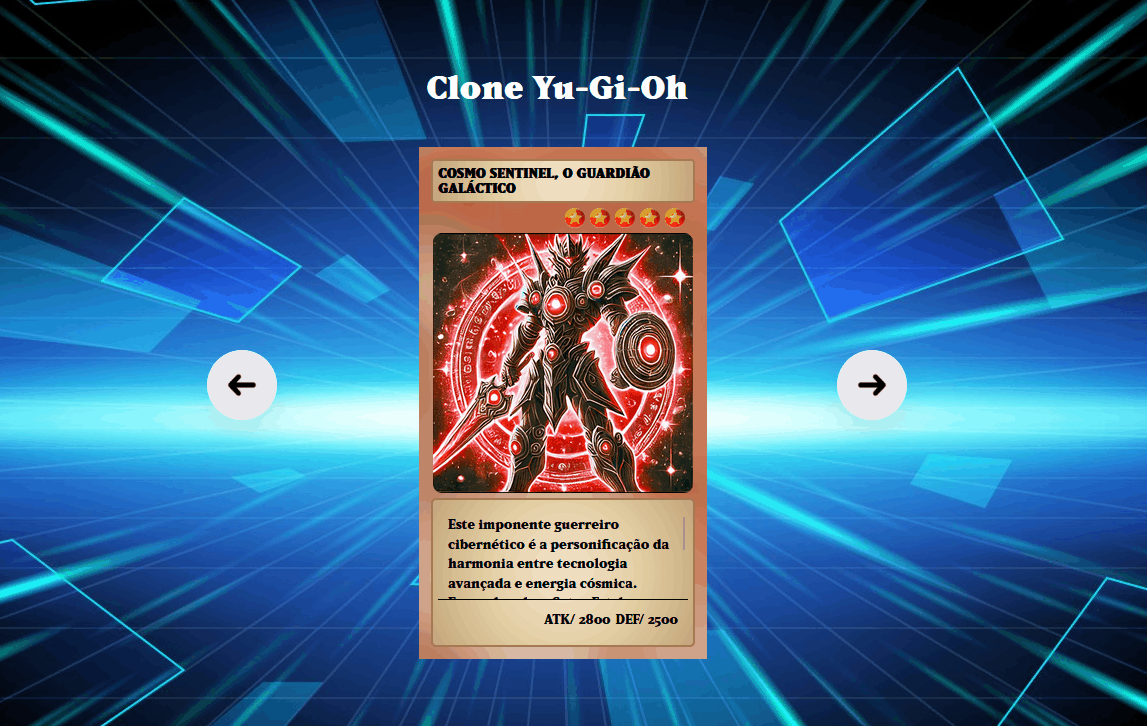 Clone Yu-Gi-Oh
COSMO SENTINEL, O GUARDIÃO
GALÁCTICO
Este imponente guerreiro
cibernético é a personificação da
harmonia entre tecnologia
avançada e energia cósmica.
ATK/ 2800 DEF/ 2500